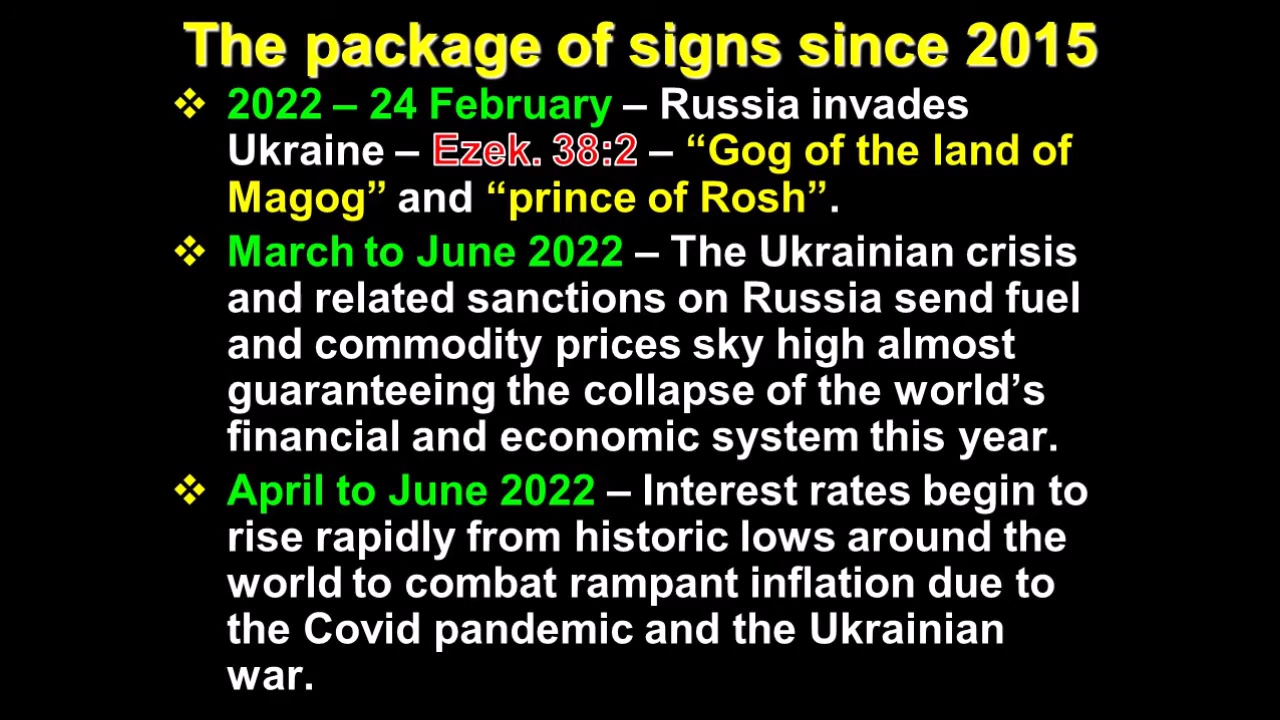 The package of signs since 2015
❖ 2022 – 24 February – Russia invades
Ukraine – Ezek. 38:2 – “Gog of the land of
Magog” and “prince of Rosh”.
❖ March to June 2022 – The Ukrainian crisis
and related sanctions on Russia send fuel
and commodity prices sky high almost
guaranteeing the collapse of the world’s
financial and economic system this year.
❖ April to June 2022 – Interest rates begin to
rise rapidly from historic lows around the
world to combat rampant inflation due to
the Covid pandemic and the Ukrainian
war.